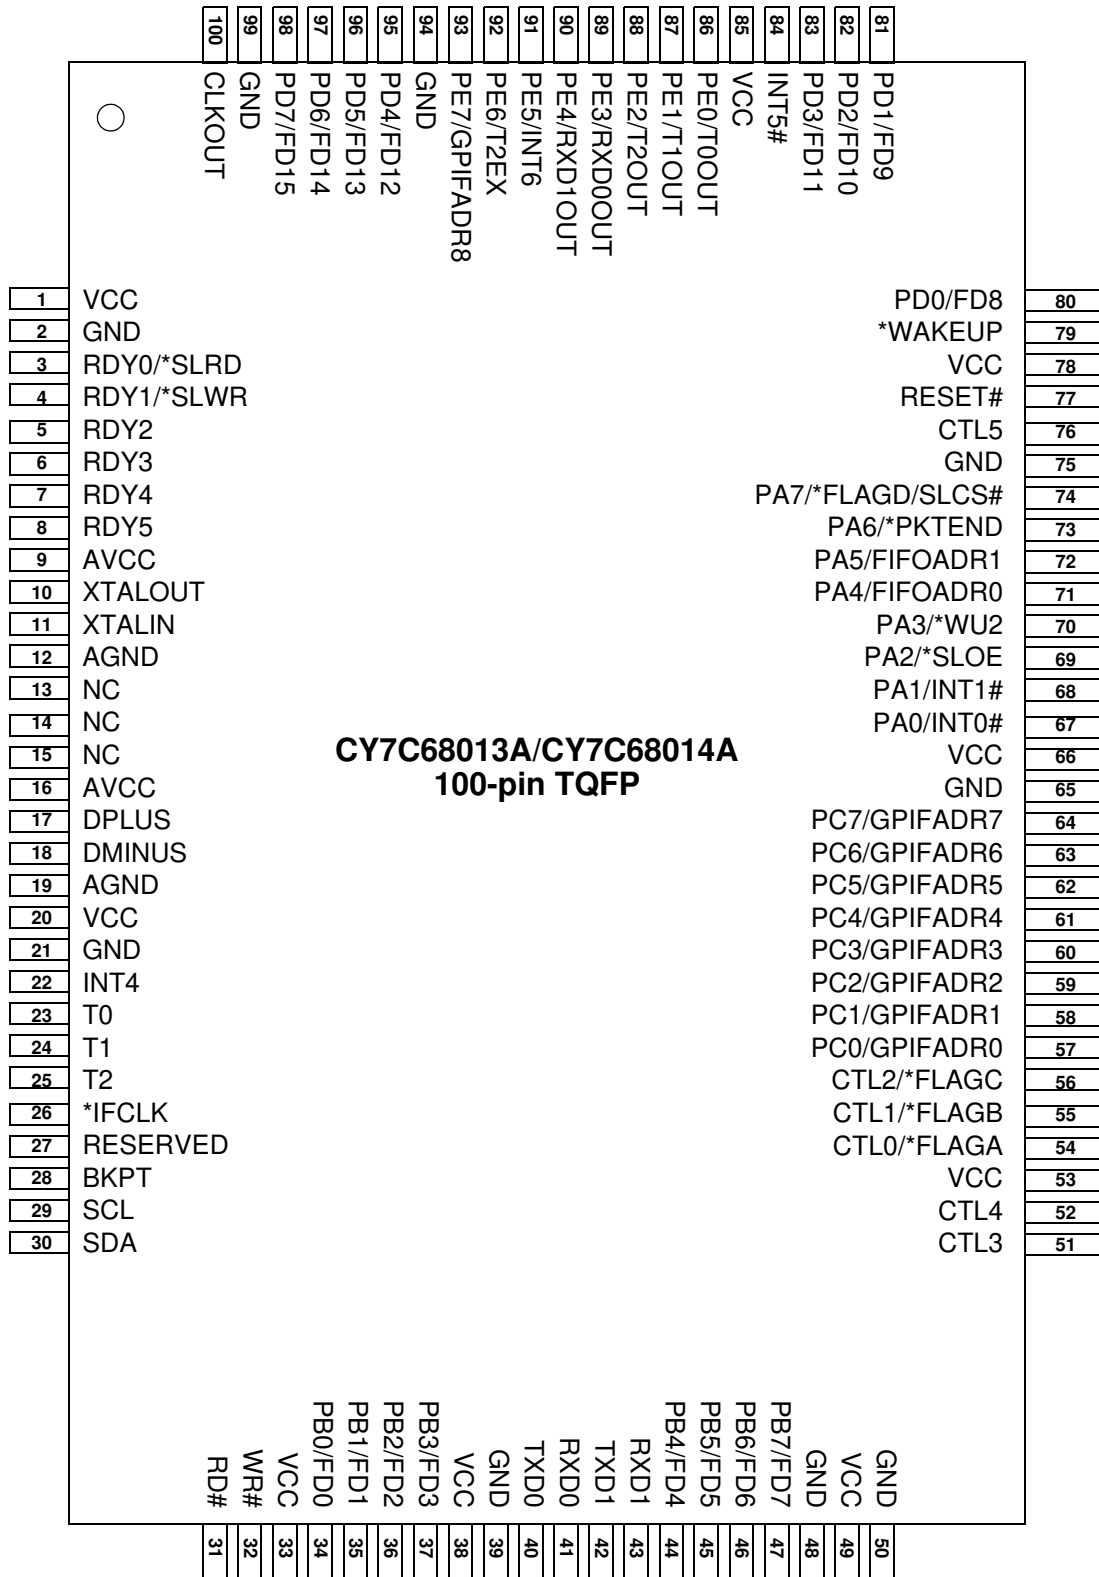 100 99 98 97 96 95 94 93 92 91 90 89 88 87 86 85 84 83 82 81
CLKOUT
GND
PD7/FD15
PD6/FD14
PD5/FD13
PD4/FD12
GND
PE7/GPIFADR8
PE6/T2EX
PE5/INT6
PE4/RXD1OUT
PE3/RXD0OUT
PE2/T2OUT
PE1/T1OUT
PE0/T0OUT
VCC
INT5#
PD3/FD11
PD2/FD10
PD1/FD9
1 VCC
2 GND
3 RDY0/*SLRD
4 RDY1/*SLWR
5 RDY2
6 RDY3
7 RDY4
8 RDY5
9 AVCC
10 XTALOUT
11 XTALIN
12 AGND
13 NC
14 NC
15 NC
16 AVCC
17 DPLUS
18 DMINUS
19 AGND
20 VCC
21 GND
22 INT4
23 T0
24 T1
25 T2
26 *IFCLK
27 RESERVED
28 BKPT
29 SCL
30 SDA
CY7C68013A/CY7C68014A
100-pin TQFP
PD0/FD8 80
*WAKEUP 79
VCC 78
RESET# 77
CTL5 76
GND 75
PA7/*FLAGD/SLCS# 74
PA6/*PKTEND 73
PA5/FIFOADR1 72
PA4/FIFOADR0 71
PA3/*WU2 70
PA2/*SLOE 69
PA1/INT1# 68
PA0/INT0# 67
VCC 66
GND 65
PC7/GPIFADR7 64
PC6/GPIFADR6 63
PC5/GPIFADR5 62
PC4/GPIFADR4 61
PC3/GPIFADR3 60
PC2/GPIFADR2 59
PC1/GPIFADR1 58
PC0/GPIFADR0 57
CTL2/*FLAGC 56
CTL1/*FLAGB 55
CTL0/*FLAGA 54
VCC 53
CTL4 52
CTL3 51
RD#
WR#
VCC
PB0/FD0
PB1/FD1
PB2/FD2
PB3/FD3
VCC
GND
TXD0
RXD0
TXD1
RXD1
PB4/FD4
PB5/FD5
PB6/FD6
PB7/FD7
GND
VCC
GND
31 32 33 34 35 36 37 38 39 40 41 42 43 44 45 46 47 48 49 50